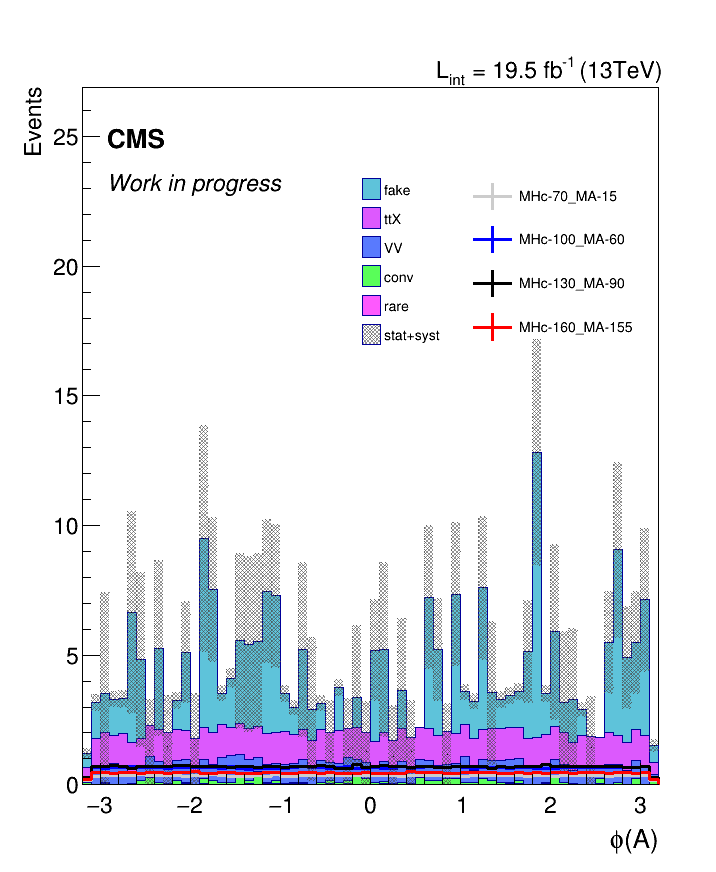 L_int = 19.5 fb^-1 (13TeV)
Events
CMS
Work in progress
fake
ttX
VV
conv
rare
stat+syst
MHc-70_MA-15
MHc-100_MA-60
MHc-130_MA-90
MHc-160_MA-155
25
20
15
10
5
0
−3 −2 −1 0 1 2 3
ϕ(A)